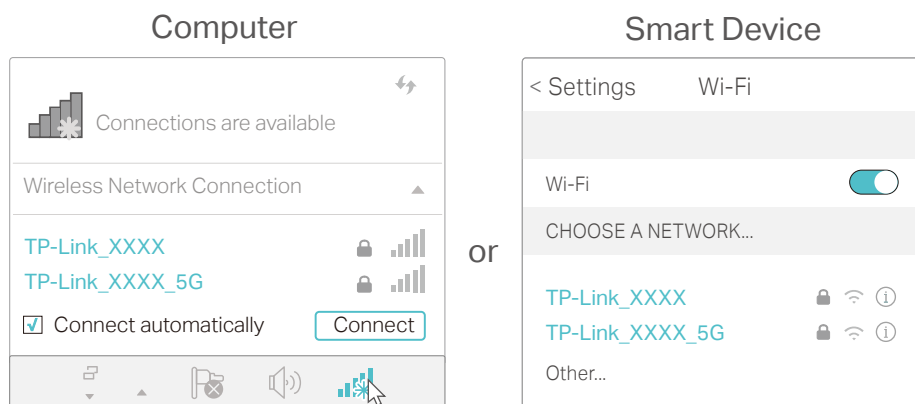 Computer
Connections are available
Wireless Network Connection
TP-Link_XXXX
TP-Link_XXXX_5G
Connect automatically
Connect
or
Smart Device
< Settings Wi-Fi
Wi-Fi
CHOOSE A NETWORK...
TP-Link_XXXX
TP-Link_XXXX_5G
Other...